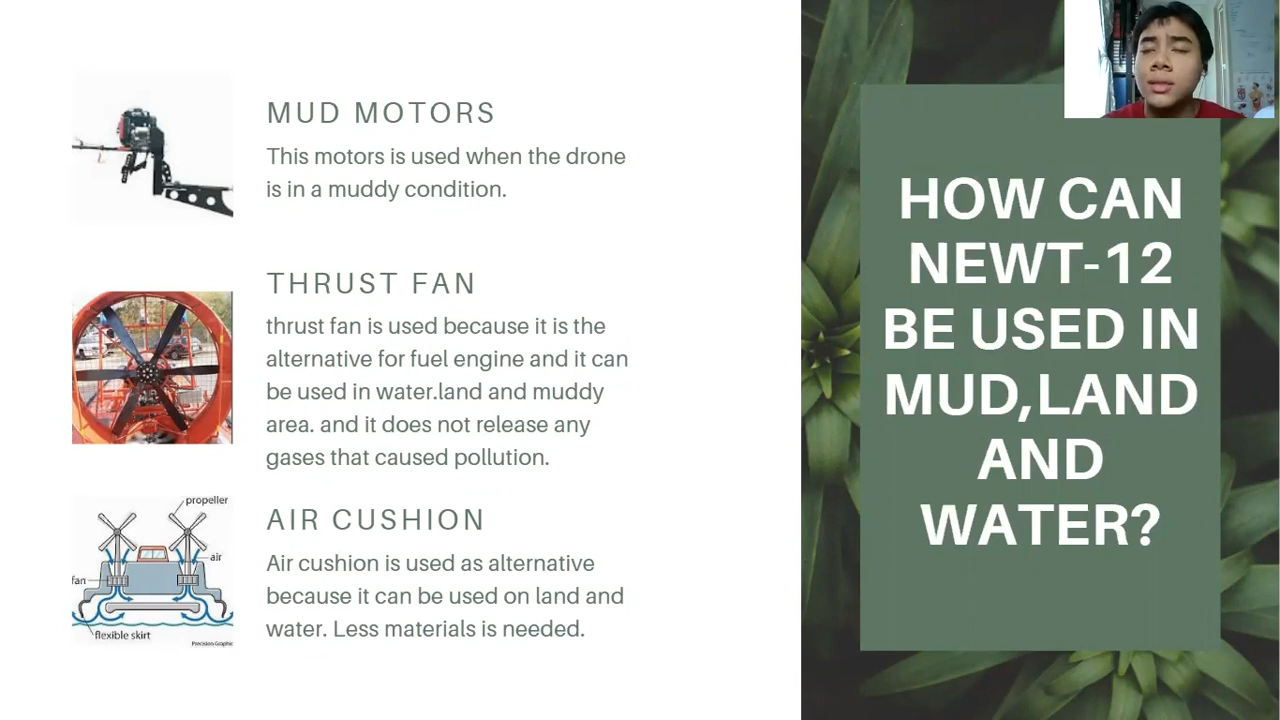 MUD MOTORS
This motors is used when the drone
is in a muddy condition.
THRUST FAN
thrust fan is used because it is the
alternative for fuel engine and it can
be used in water.land and muddy
area. and it does not release any
gases that caused pollution.
propeller
air
fan
flexible skirt
AIR CUSHION
Air cushion is used as alternative
because it can be used on land and
water. Less materials is needed.
HOW CAN
NEWT-12
BE USED IN
MUD,LAND
AND
WATER?